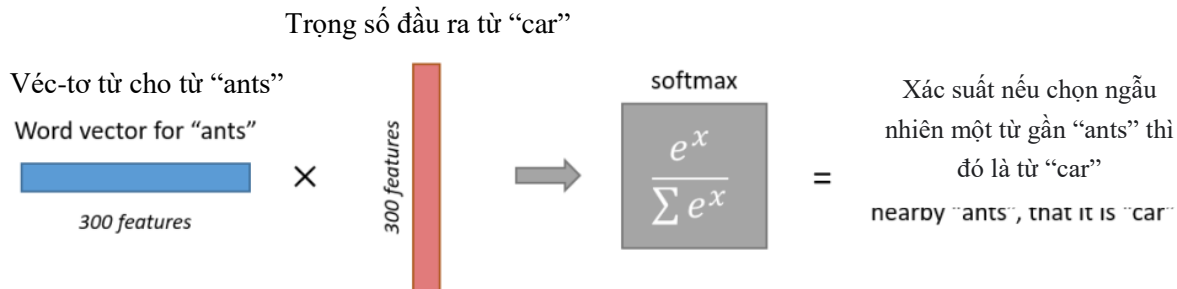 Trọng số đầu ra từ “car”
Véc-tơ từ cho từ “ants”
Word vector for “ants”
300 features
×
300 features
softmax
e^x
∑ e^x
=
Xác suất nếu chọn ngẫu
nhiên một từ gần “ants” thì
đó là từ “car”
nearby “ants”, that it is “car”